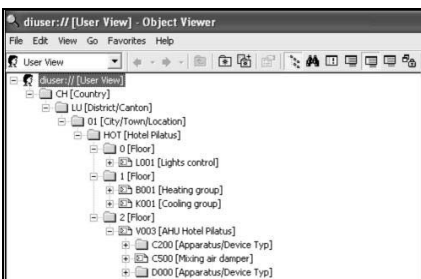 diuser:// [User View] - Object Viewer
File Edit View Go Favorites Help
User View
diuser:// [User View]
CH [Country]
LU [District/Canton]
01 [City/Town/Location]
HOT [Hotel Pilatus]
0 [Floor]
L001 [Lights control]
1 [Floor]
B001 [Heating group]
K001 [Cooling group]
2 [Floor]
V003 [AHU Hotel Pilatus]
C200 [Apparatus/Device Typ]
C500 [Mixing air damper]
D000 [Apparatus/Device Typ]